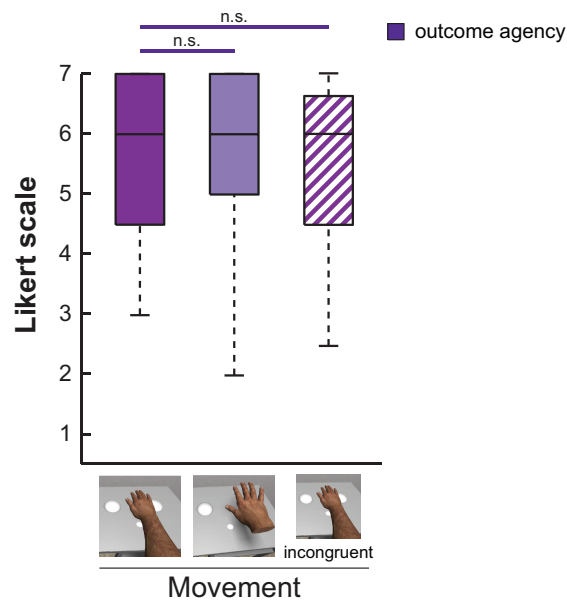 n.s.
n.s.
outcome agency
7
6
5
4
3
2
1
Likert scale
incongruent
Movement